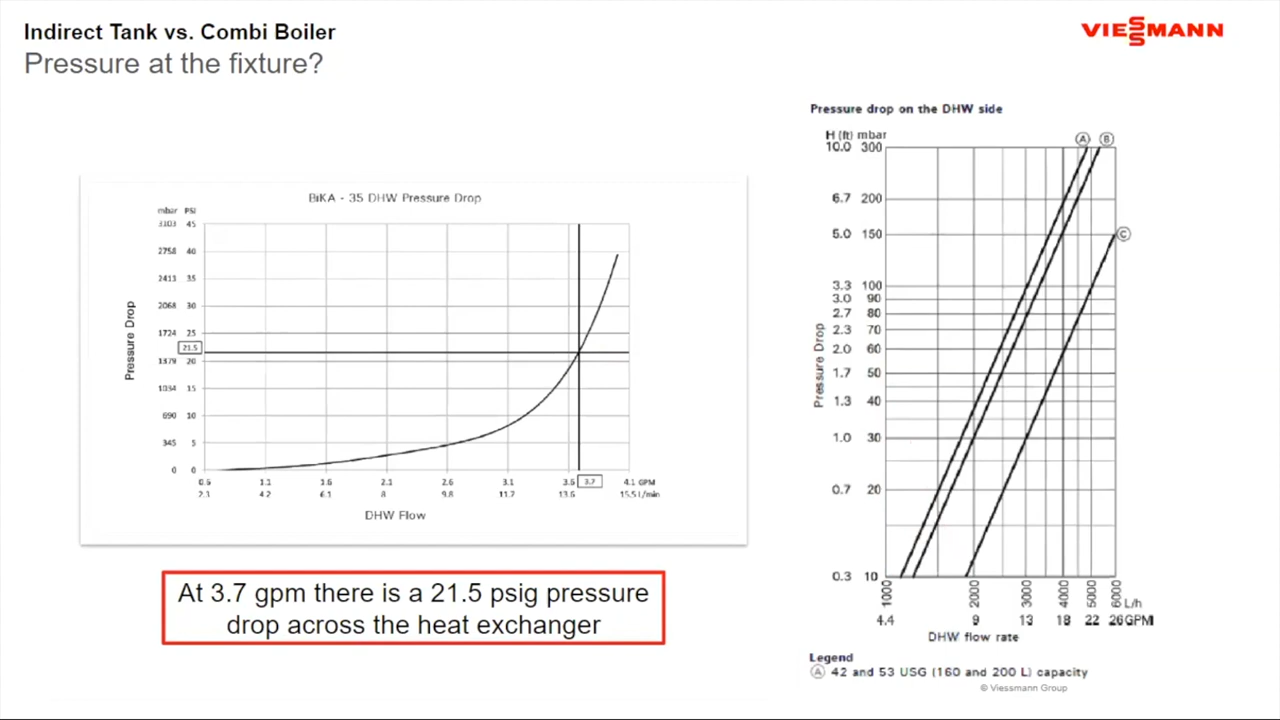 Indirect Tank vs. Combi Boiler
Pressure at the fixture?
VIESSMANN
BiKA - 35 DHW Pressure Drop
mbar PSI
3103 45
2758 40
2413 35
2068 30
1724 25
21.5
1379 20
1034 15
690 10
345 5
0 0
Pressure Drop
0.6 1.1 1.6 2.1 2.6 3.1 3.6 3.7 4.1 GPM
2.3 4.2 6.1 8 9.8 11.7 13.6 15.5 L/min
DHW Flow
At 3.7 gpm there is a 21.5 psig pressure
drop across the heat exchanger
Pressure drop on the DHW side
H (ft) mbar
A B
10.0 300
6.7 200
5.0 150
C
3.3 100
3.0 90
2.7 80
2.3 70
2.0 60
1.7 50
1.3 40
1.0 30
0.7 20
0.3 10
Pressure Drop
1000 2000 3000 4000 5000 6000 L/h
4.4 9 13 18 22 26 GPM
DHW flow rate
Legend
A 42 and 53 USG (160 and 200 L) capacity
© Viessmann Group